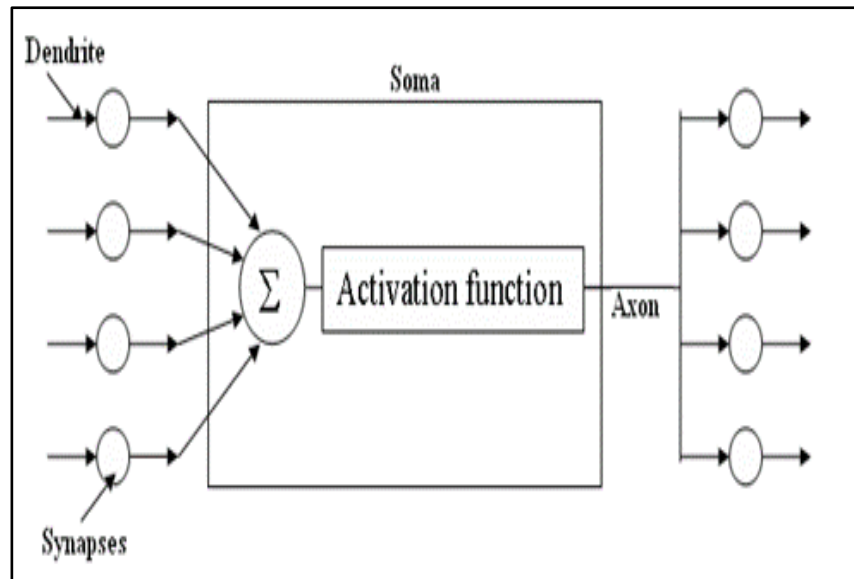 Dendrite
Soma
Σ
Activation function
Axon
Synapses